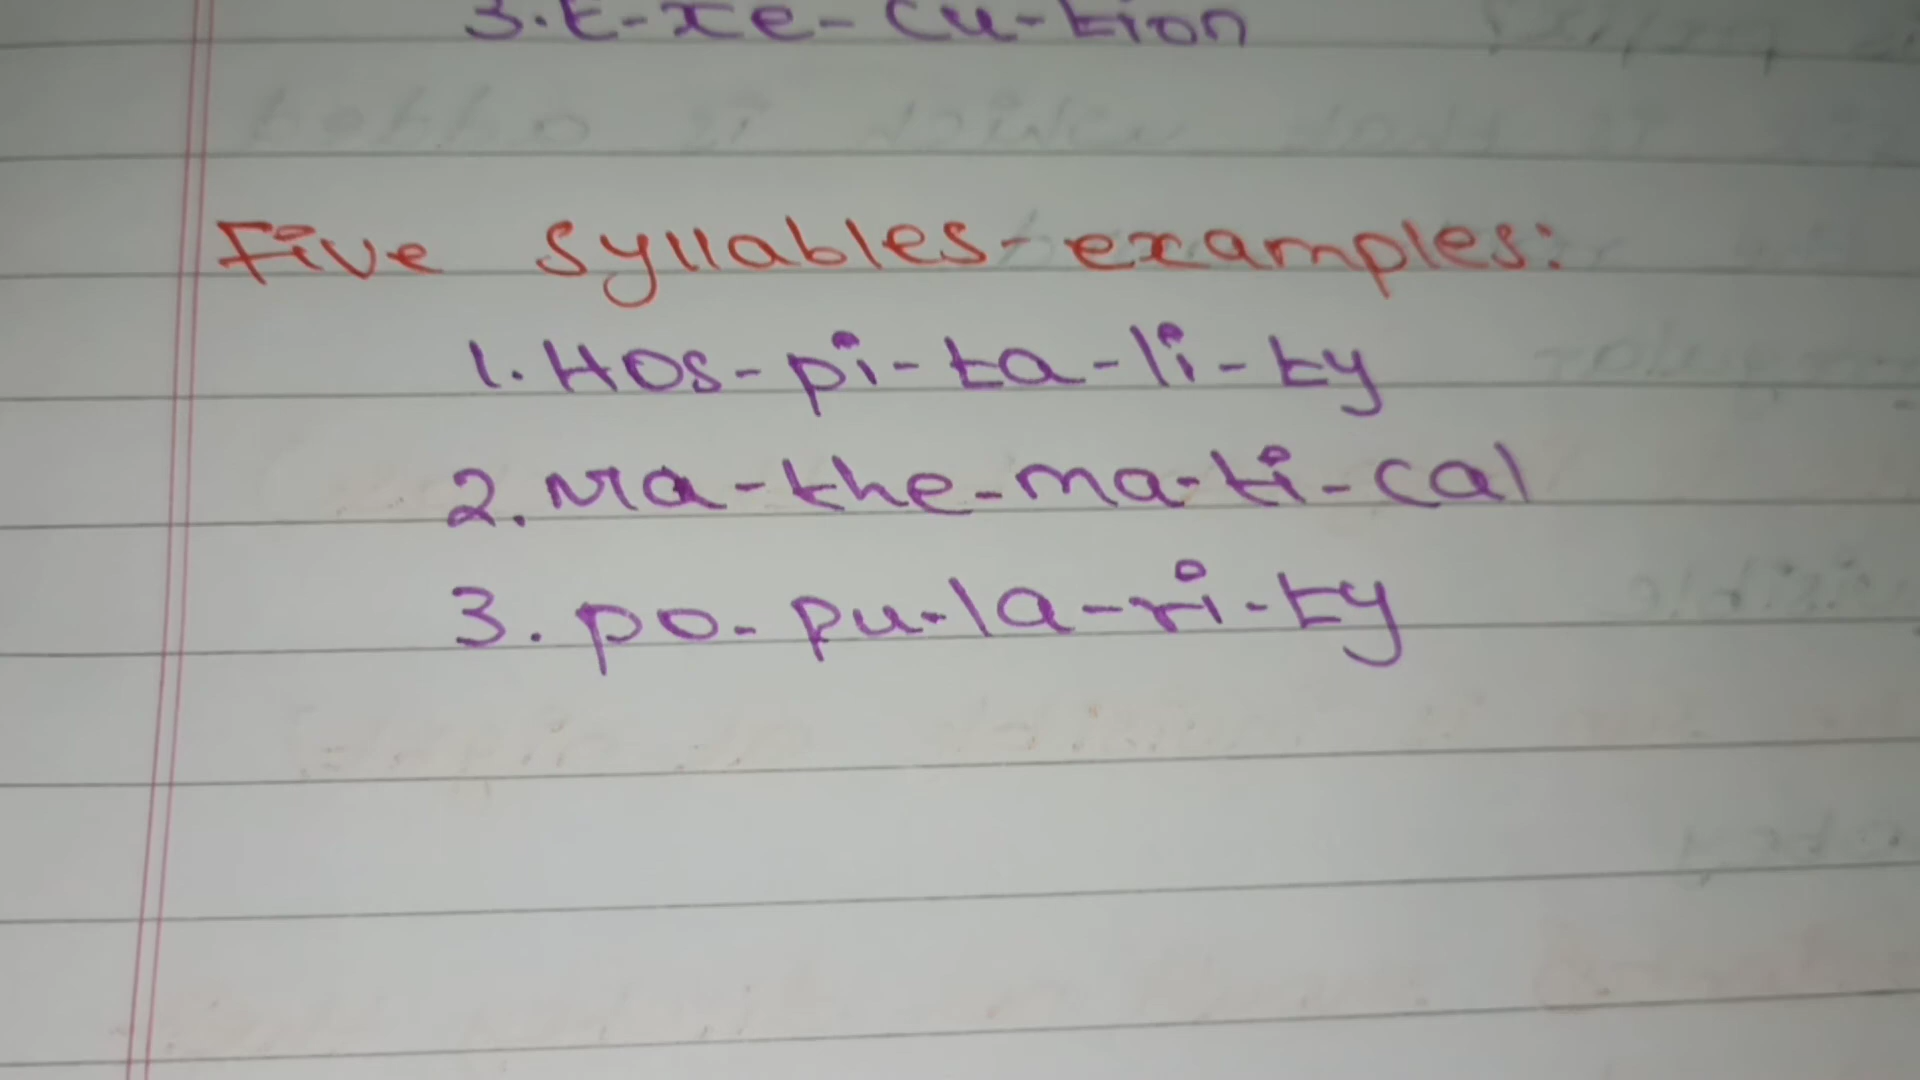 3. E-xe-cu-tion
Five syllables-examples:
1. Hos-pi-ta-li-ty
2. Ma-the-ma-ti-cal
3. po-pu-la-ri-ty